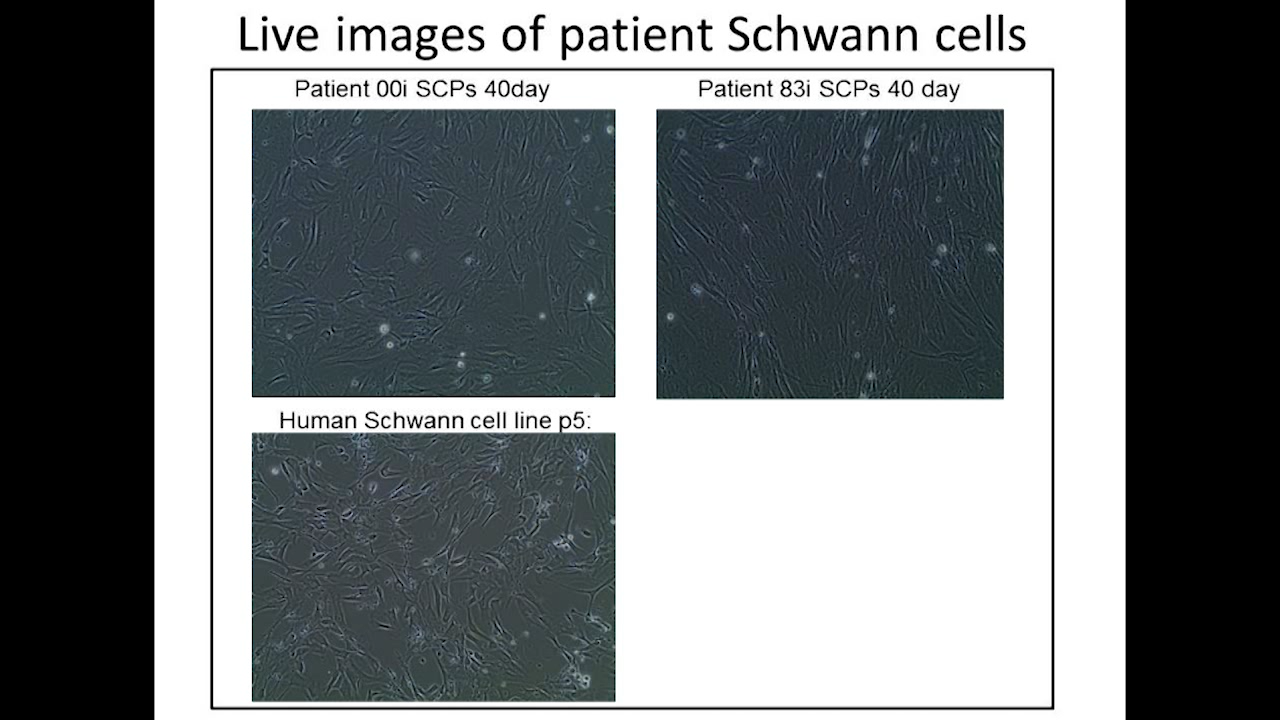 Live images of patient Schwann cells
Patient 00i SCPs 40day
Patient 83i SCPs 40 day
Human Schwann cell line p5: